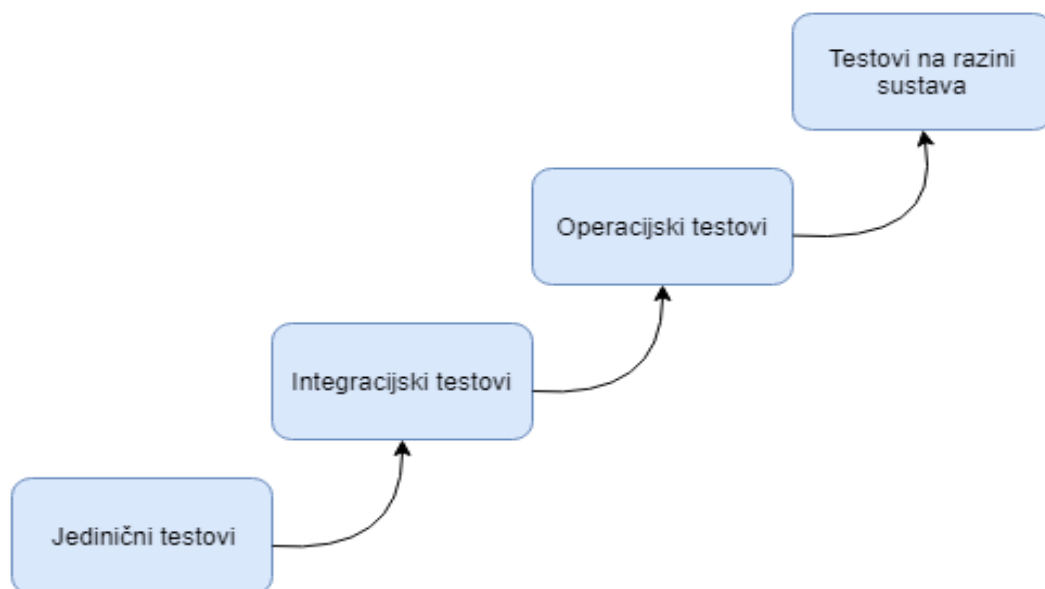 Testovi na razini
sustava
Operacijski testovi
Integracijski testovi
Jedinični testovi